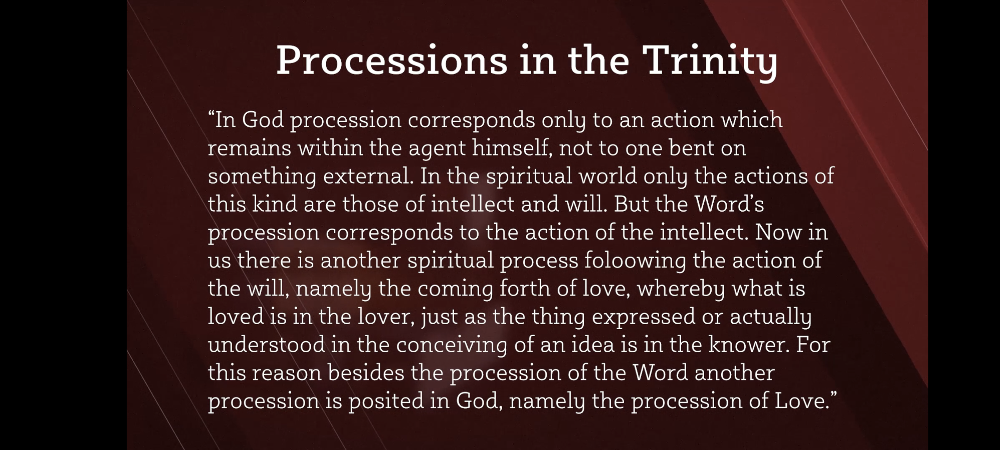 Processions in the Trinity
“In God procession corresponds only to an action which
remains within the agent himself, not to one bent on
something external. In the spiritual world only the actions of
this kind are those of intellect and will. But the Word’s
procession corresponds to the action of the intellect. Now in
us there is another spiritual process foloowing the action of
the will, namely the coming forth of love, whereby what is
loved is in the lover, just as the thing expressed or actually
understood in the conceiving of an idea is in the knower. For
this reason besides the procession of the Word another
procession is posited in God, namely the procession of Love.”